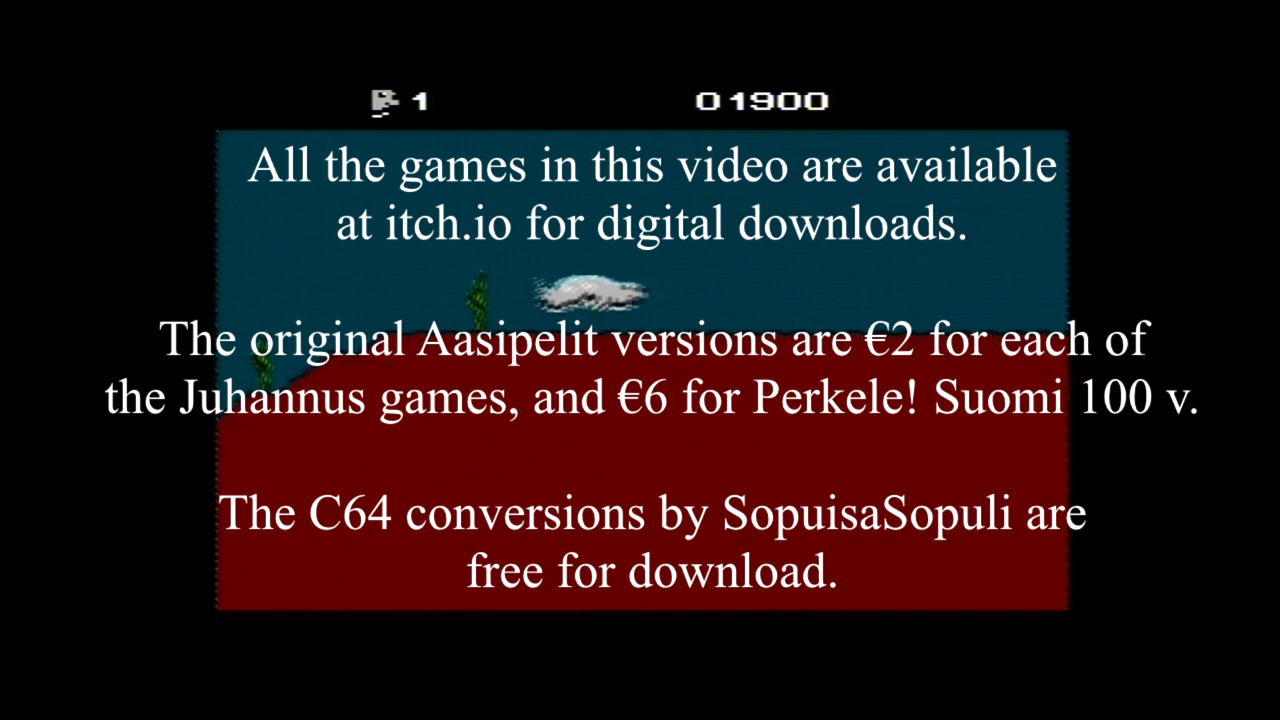 1 01900
All the games in this video are available
at itch.io for digital downloads.
The original Aasipelit versions are €2 for each of
the Juhannus games, and €6 for Perkele! Suomi 100 v.
The C64 conversions by SopuisaSopuli are
free for download.